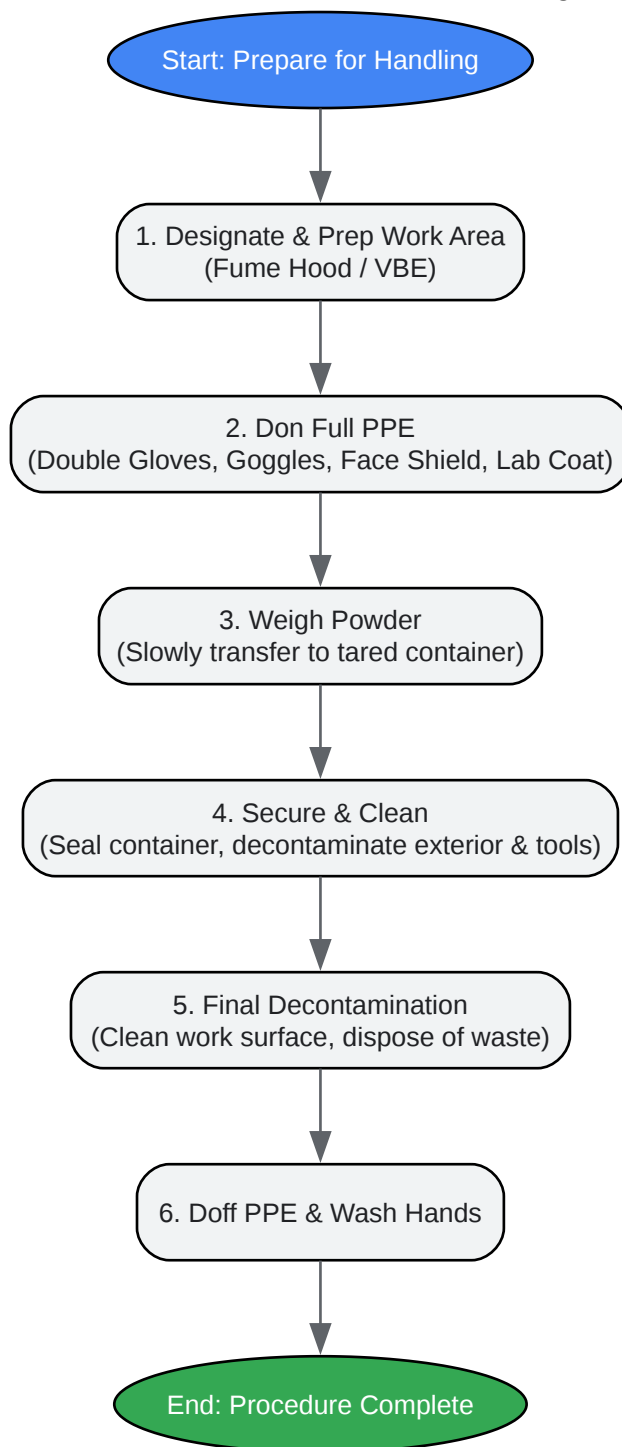 Start: Prepare for Handling
1. Designate & Prep Work Area
(Fume Hood / VBE)
2. Don Full PPE
(Double Gloves, Goggles, Face Shield, Lab Coat)
3. Weigh Powder
(Slowly transfer to tared container)
4. Secure & Clean
(Seal container, decontaminate exterior & tools)
5. Final Decontamination
(Clean work surface, dispose of waste)
6. Doff PPE & Wash Hands
End: Procedure Complete